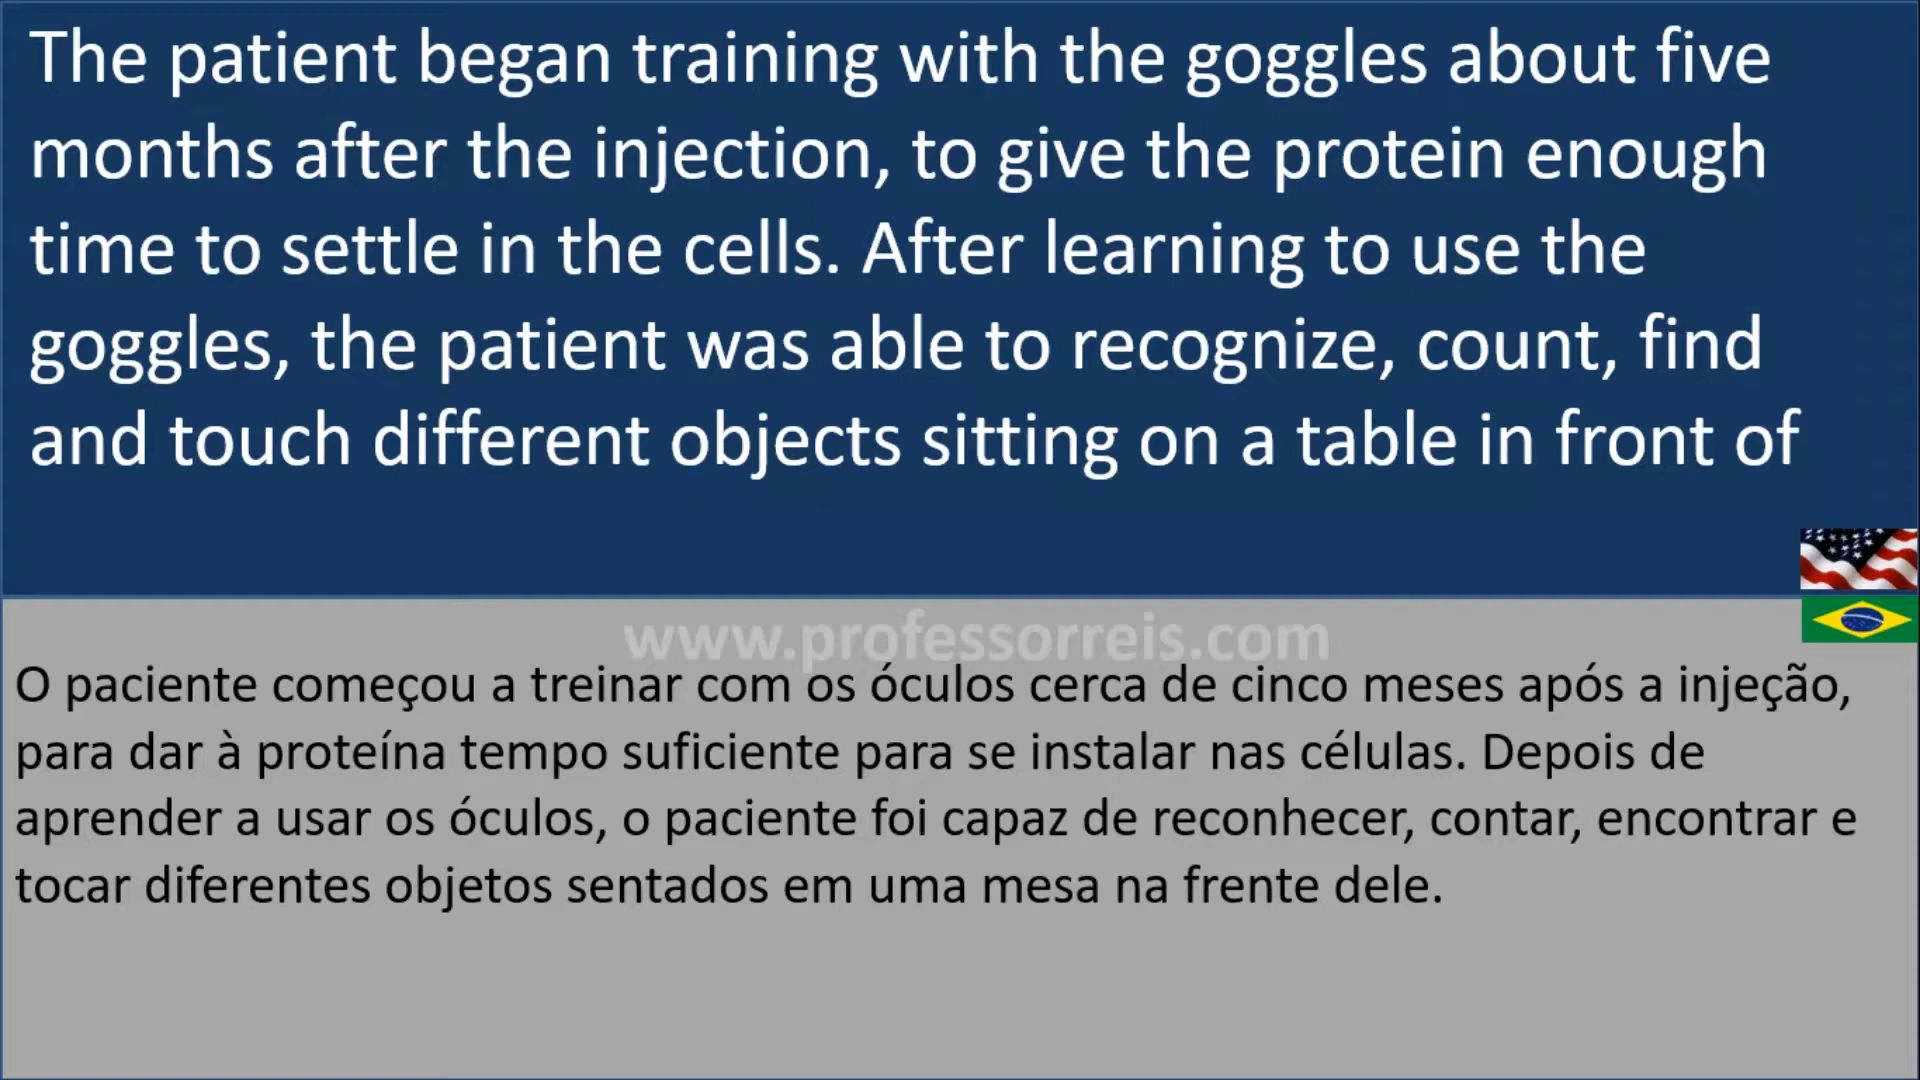 The patient began training with the goggles about five
months after the injection, to give the protein enough
time to settle in the cells. After learning to use the
goggles, the patient was able to recognize, count, find
and touch different objects sitting on a table in front of
www.professorreis.com
O paciente começou a treinar com os óculos cerca de cinco meses após a injeção,
para dar à proteína tempo suficiente para se instalar nas células. Depois de
aprender a usar os óculos, o paciente foi capaz de reconhecer, contar, encontrar e
tocar diferentes objetos sentados em uma mesa na frente dele.